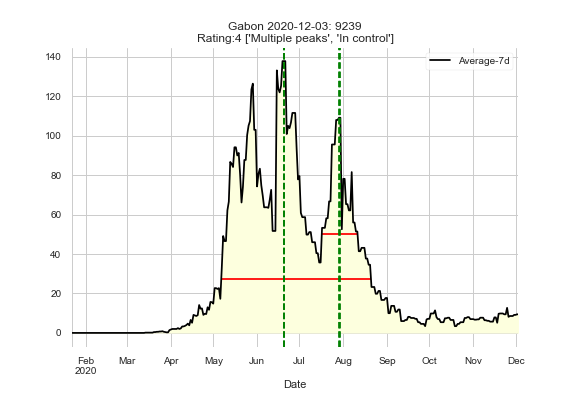 Gabon 2020-12-03: 9239
Rating:4 ['Multiple peaks', 'In control']
Average-7d
140
120
100
80
60
40
20
0
Feb Mar Apr May Jun Jul Aug Sep Oct Nov Dec
2020
Date